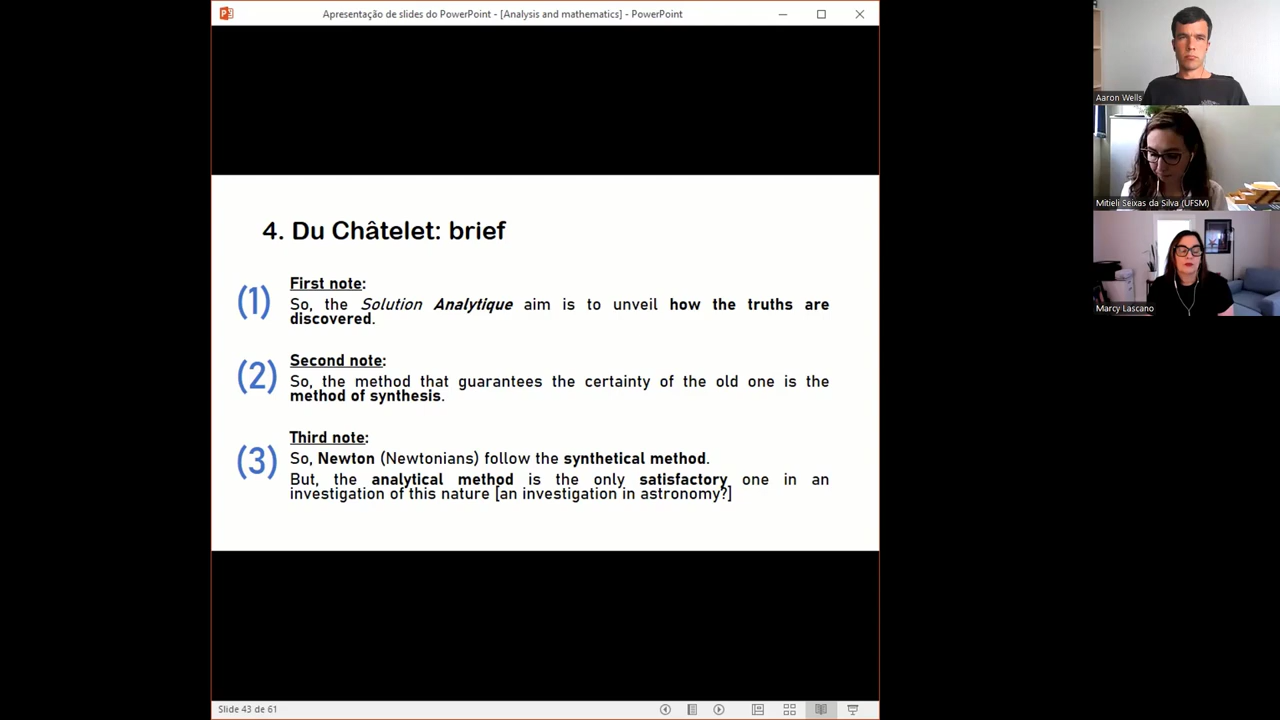 Apresentação de slides do PowerPoint - [Analysis and mathematics] - PowerPoint
4. Du Châtelet: brief
(1)
First note:
So, the Solution Analytique aim is to unveil how the truths are
discovered.
(2)
Second note:
So, the method that guarantees the certainty of the old one is the
method of synthesis.
(3)
Third note:
So, Newton (Newtonians) follow the synthetical method.
But, the analytical method is the only satisfactory one in an
investigation of this nature [an investigation in astronomy?]
Slide 43 de 61
Aaron Wells
Mitieli Seixas da Silva (UFSM)
Marcy Lascano